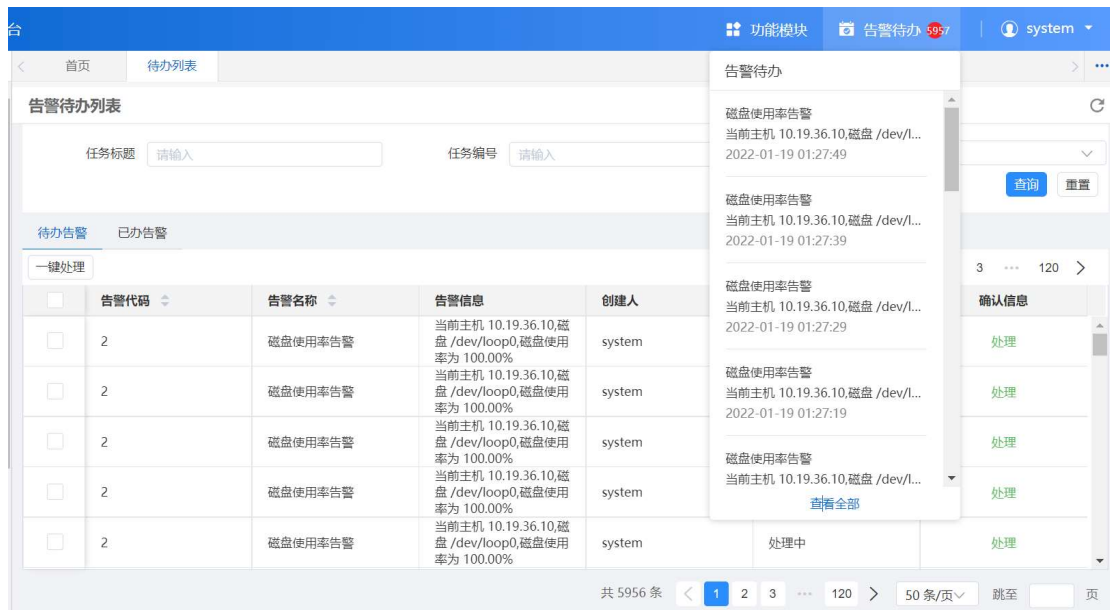 台
功能模块
告警待办 5957
system
首页
待办列表
告警待办列表
任务标题 请输入
任务编号 请输入
查询 重置
待办告警 已办告警
一键处理
3 ... 120
告警代码 告警名称 告警信息 创建人 确认信息
2 磁盘使用率告警 当前主机 10.19.36.10,磁
盘 /dev/loop0,磁盘使用
率为 100.00% system 处理
2 磁盘使用率告警 当前主机 10.19.36.10,磁
盘 /dev/loop0,磁盘使用
率为 100.00% system 处理
2 磁盘使用率告警 当前主机 10.19.36.10,磁
盘 /dev/loop0,磁盘使用
率为 100.00% system 处理
2 磁盘使用率告警 当前主机 10.19.36.10,磁
盘 /dev/loop0,磁盘使用
率为 100.00% system 处理
2 磁盘使用率告警 当前主机 10.19.36.10,磁
盘 /dev/loop0,磁盘使用
率为 100.00% system 处理中 处理
告警待办
磁盘使用率告警
当前主机 10.19.36.10,磁盘 /dev/l...
2022-01-19 01:27:49
磁盘使用率告警
当前主机 10.19.36.10,磁盘 /dev/l...
2022-01-19 01:27:39
磁盘使用率告警
当前主机 10.19.36.10,磁盘 /dev/l...
2022-01-19 01:27:29
磁盘使用率告警
当前主机 10.19.36.10,磁盘 /dev/l...
2022-01-19 01:27:19
磁盘使用率告警
当前主机 10.19.36.10,磁盘 /dev/l...
查看全部
共 5956 条 1 2 3 ... 120 50 条/页 跳至 页